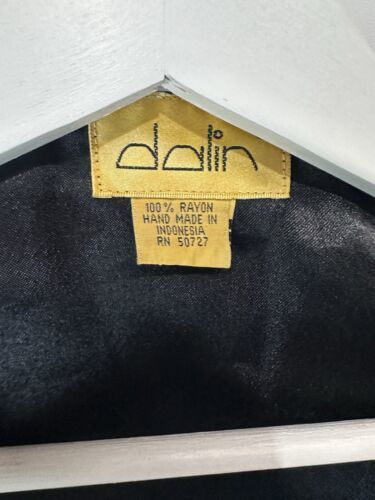 dalin
100% RAYON
HAND MADE IN
INDONESIA
RN 50727